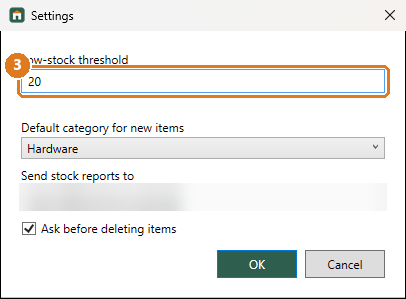 Settings
3
ow-stock threshold
20
Default category for new items
Hardware
Send stock reports to
Ask before deleting items
OK
Cancel